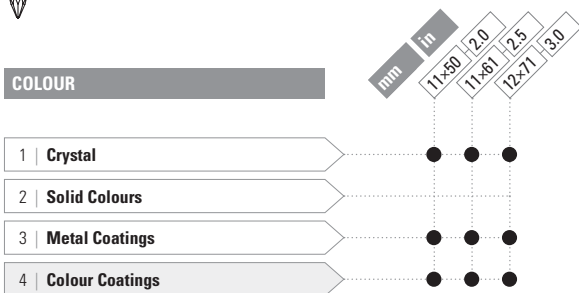 mm in
11×50 2.0
11×61 2.5
12×71 3.0
COLOUR
1 | Crystal
2 | Solid Colours
3 | Metal Coatings
4 | Colour Coatings